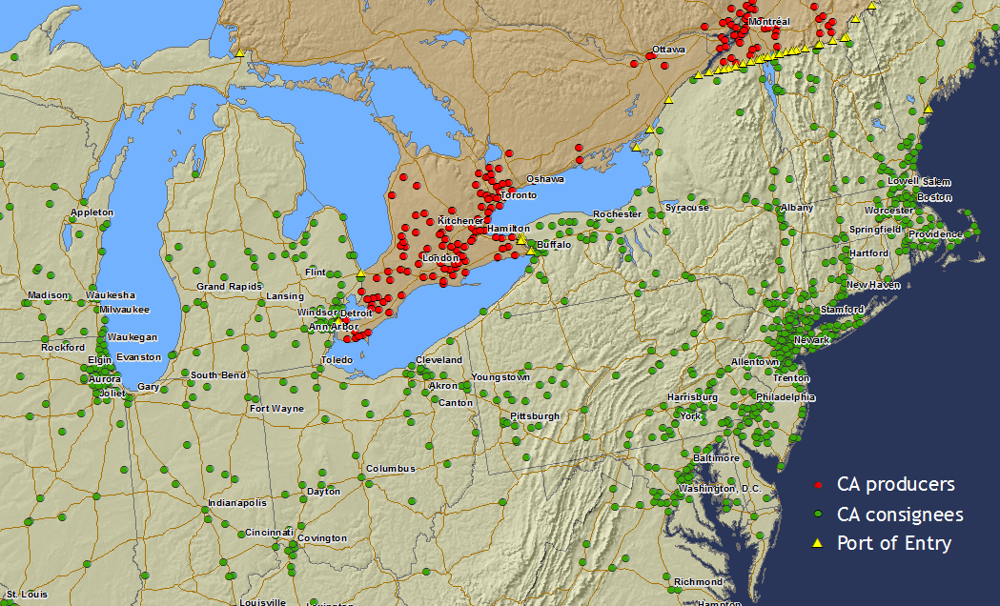 Montréal
Ottawa
Oshawa
Toronto
Lowell Salem
Boston
Appleton
Kitchener
Hamilton
Rochester
Syracuse
Albany
Worcester
Buffalo
Springfield
Providence
London
Hartford
Flint
Grand Rapids
Lansing
New Haven
Madison
Waukesha
Milwaukee
Windsor
Detroit
Stamford
Ann Arbor
Waukegan
Newark
Rockford
Elgin
Evanston
Toledo
Cleveland
Allentown
Aurora
South Bend
Youngstown
Trenton
Gary
Akron
Joliet
Canton
Harrisburg
Philadelphia
Fort Wayne
Pittsburgh
York
Baltimore
Columbus
CA producers
Washington, D.C.
Dayton
Indianapolis
CA consignees
Cincinnati
Covington
Port of Entry
Richmond
St. Louis
Louisville